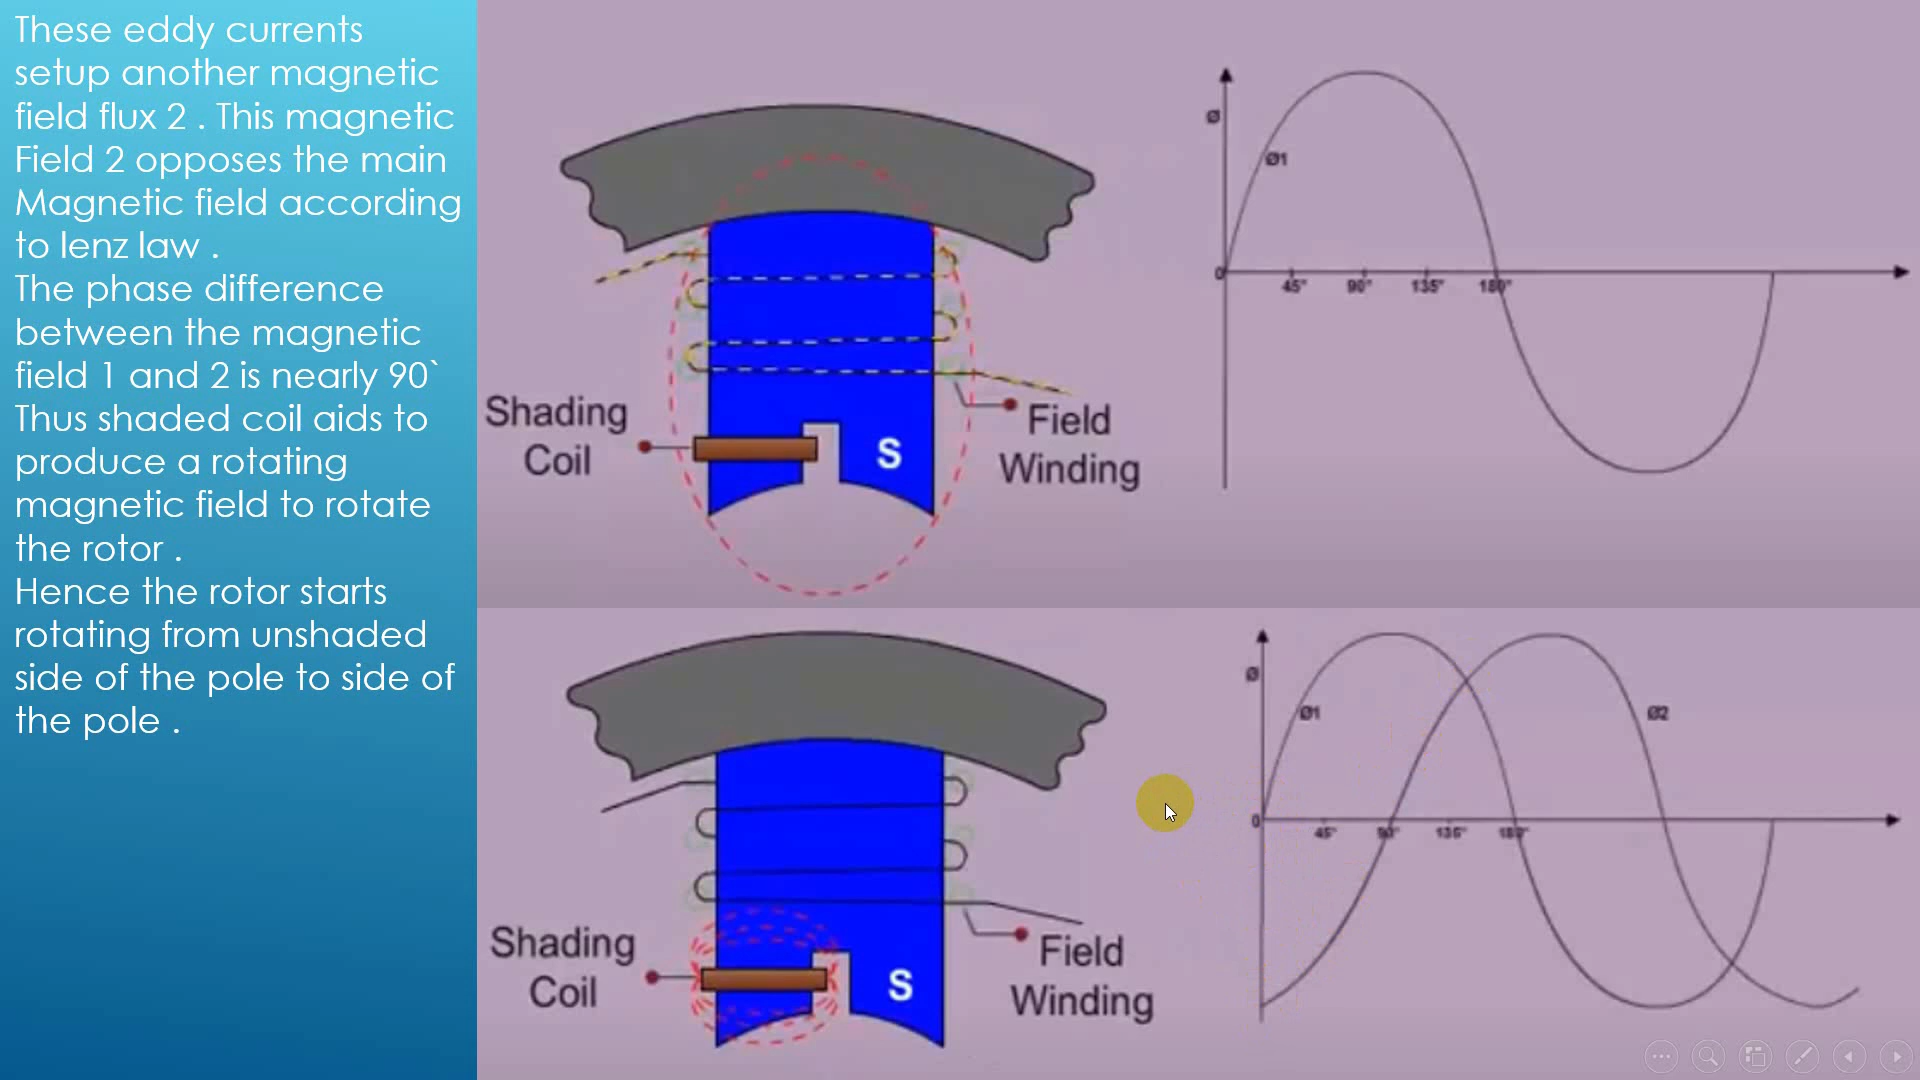 These eddy currents
setup another magnetic
field flux 2 . This magnetic
Field 2 opposes the main
Magnetic field according
to lenz law .
The phase difference
between the magnetic
field 1 and 2 is nearly 90`
Thus shaded coil aids to
produce a rotating
magnetic field to rotate
the rotor .
Hence the rotor starts
rotating from unshaded
side of the pole to side of
the pole .
Shading
Coil
S
Field
Winding
Ø
Ø1
0
45°
90°
135°
180°
Shading
Coil
S
Field
Winding
Ø
Ø1
Ø2
0
45°
90°
135°
180°